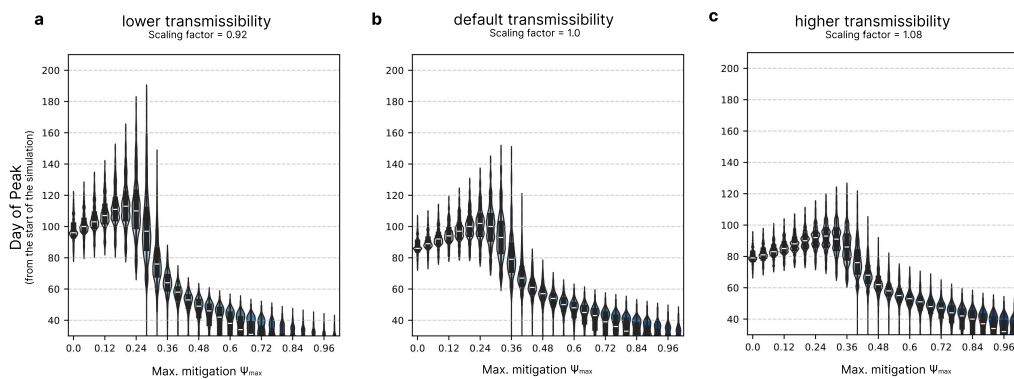 a
lower transmissibility
Scaling factor = 0.92
b
default transmissibility
Scaling factor = 1.0
c
higher transmissibility
Scaling factor = 1.08
Day of Peak
(from the start of the simulation)
200
180
160
140
120
100
80
60
40
0.0 0.12 0.24 0.36 0.48 0.6 0.72 0.84 0.96
Max. mitigation Ψmax
200
180
160
140
120
100
80
60
40
0.0 0.12 0.24 0.36 0.48 0.6 0.72 0.84 0.96
Max. mitigation Ψmax
200
180
160
140
120
100
80
60
40
0.0 0.12 0.24 0.36 0.48 0.6 0.72 0.84 0.96
Max. mitigation Ψmax